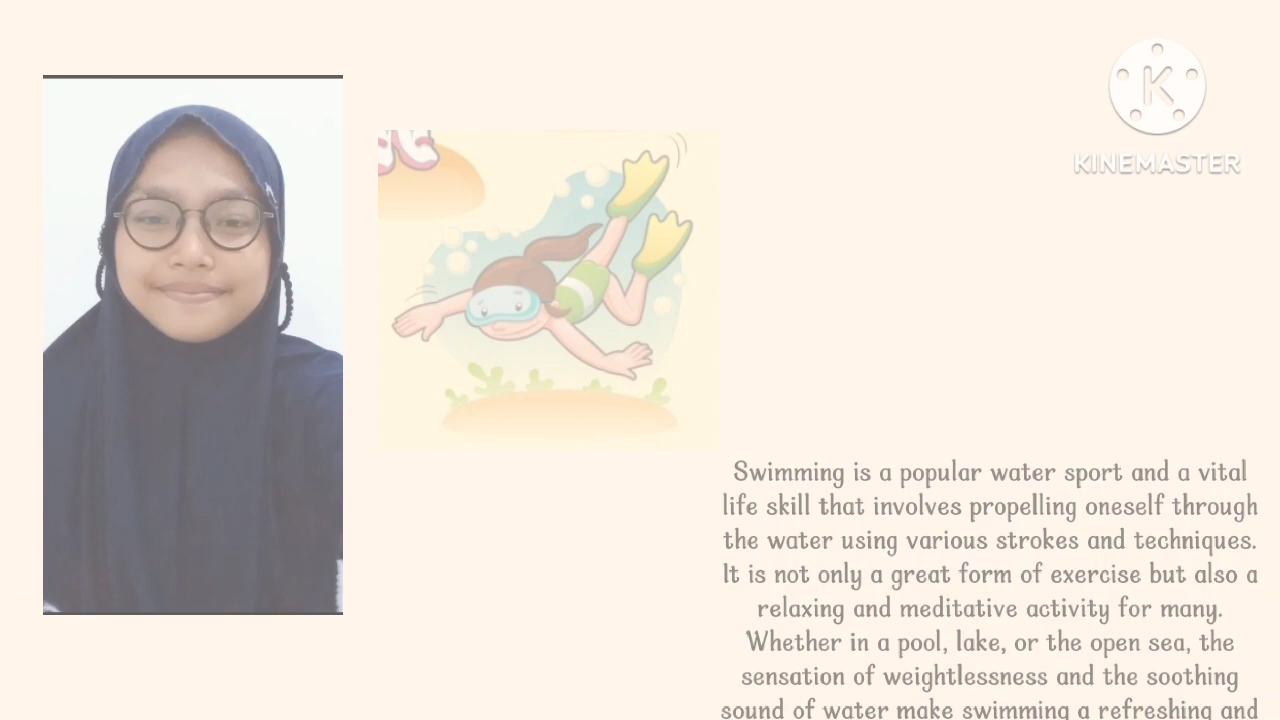 KINEMASTER
Swimming is a popular water sport and a vital
life skill that involves propelling oneself through
the water using various strokes and techniques.
It is not only a great form of exercise but also a
relaxing and meditative activity for many.
Whether in a pool, lake, or the open sea, the
sensation of weightlessness and the soothing
sound of water make swimming a refreshing and